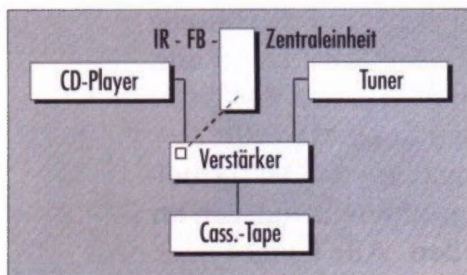 IR - FB - Zentraleinheit
CD-Player
Tuner
Verstärker
Cass.-Tape